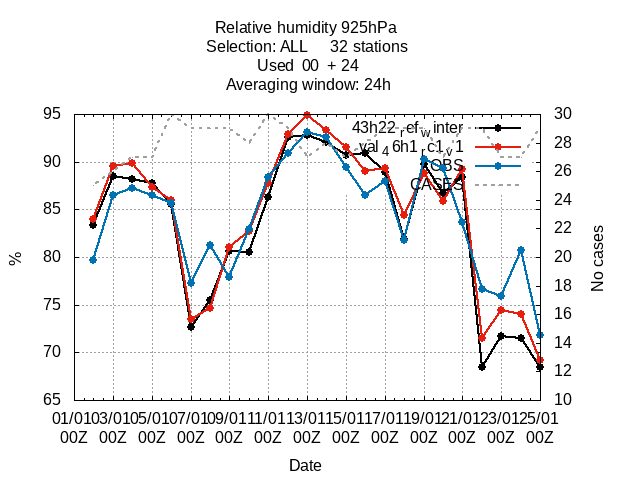 Relative humidity 925hPa
Selection: ALL 32 stations
Used 00 + 24
Averaging window: 24h
95
90
85
80
75
70
65
%
30
28
26
24
22
20
18
16
14
12
10
No cases
43h22_ref_winter
val_46h1_rc1_v1
OBS
CASES
01/01 03/01 05/01 07/01 09/01 11/01 13/01 15/01 17/01 19/01 21/01 23/01 25/01
00Z 00Z 00Z 00Z 00Z 00Z 00Z 00Z 00Z 00Z 00Z 00Z 00Z
Date